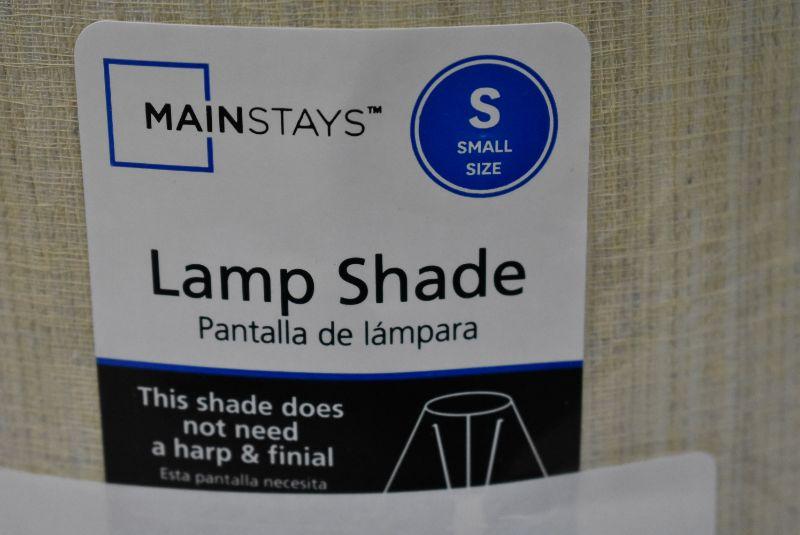 MAINSTAYS™
S
SMALL
SIZE
Lamp Shade
Pantalla de lámpara
This shade does
not need
a harp & finial
Esta pantalla necesita